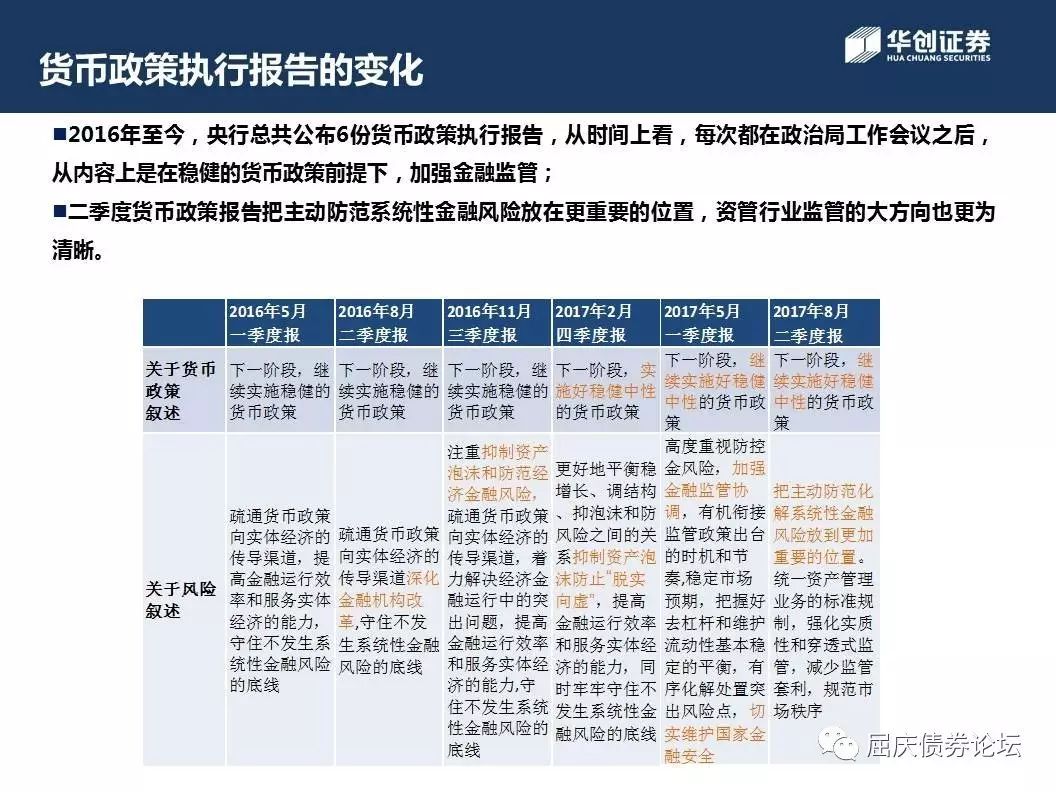 华创证券
HUA CHUANG SECURITIES
货币政策执行报告的变化
■2016年至今，央行总共公布6份货币政策执行报告，从时间上看，每次都在政治局工作会议之后，
从内容上是在稳健的货币政策前提下，加强金融监管；
■二季度货币政策报告把主动防范系统性金融风险放在更重要的位置，资管行业监管的大方向也更为
清晰。
2016年5月
一季度报
2016年8月
二季度报
2016年11月
三季度报
2017年2月
四季度报
2017年5月
一季度报
2017年8月
二季度报
关于货币
政策
叙述
下一阶段，继
续实施稳健的
货币政策
下一阶段，继
续实施稳健的
货币政策
下一阶段，继
续实施稳健的
货币政策
下一阶段，实
施好稳健中性
的货币政策
下一阶段，继
续实施好稳健
中性的货币政
策
下一阶段，继
续实施好稳健
中性的货币政
策
关于风险
叙述
疏通货币政策
向实体经济的
传导渠道，提
高金融运行效
率和服务实体
经济的能力，
守住不发生系
统性金融风险
的底线
疏通货币政策
向实体经济的
传导渠道深化
金融机构改
革,守住不发
生系统性金融
风险的底线
注重抑制资产
泡沫和防范经
济金融风险，
疏通货币政策
向实体经济的
传导渠道，着
力解决经济金
融运行中的突
出问题，提高
金融运行效率
和服务实体经
济的能力,守
住不发生系统
性金融风险的
底线
更好地平衡稳
增长、调结构
、抑泡沫和防
风险之间的关
系抑制资产泡
沫防止“脱实
向虚”，提高
金融运行效率
和服务实体经
济的能力，同
时牢牢守住不
发生系统性金
融风险的底线
高度重视防控
金风险，加强
金融监管协
调，有机衔接
监管政策出台
的时机和节
奏,稳定市场
预期，把握好
去杠杆和维护
流动性基本稳
定的平衡，有
序化解处置突
出风险点，切
实维护国家金
融安全
把主动防范化
解系统性金融
风险放到更加
重要的位置。
统一资产管理
业务的标准规
制，强化实质
性和穿透式监
管，减少监管
套利，规范市
场秩序
屈庆债券论坛